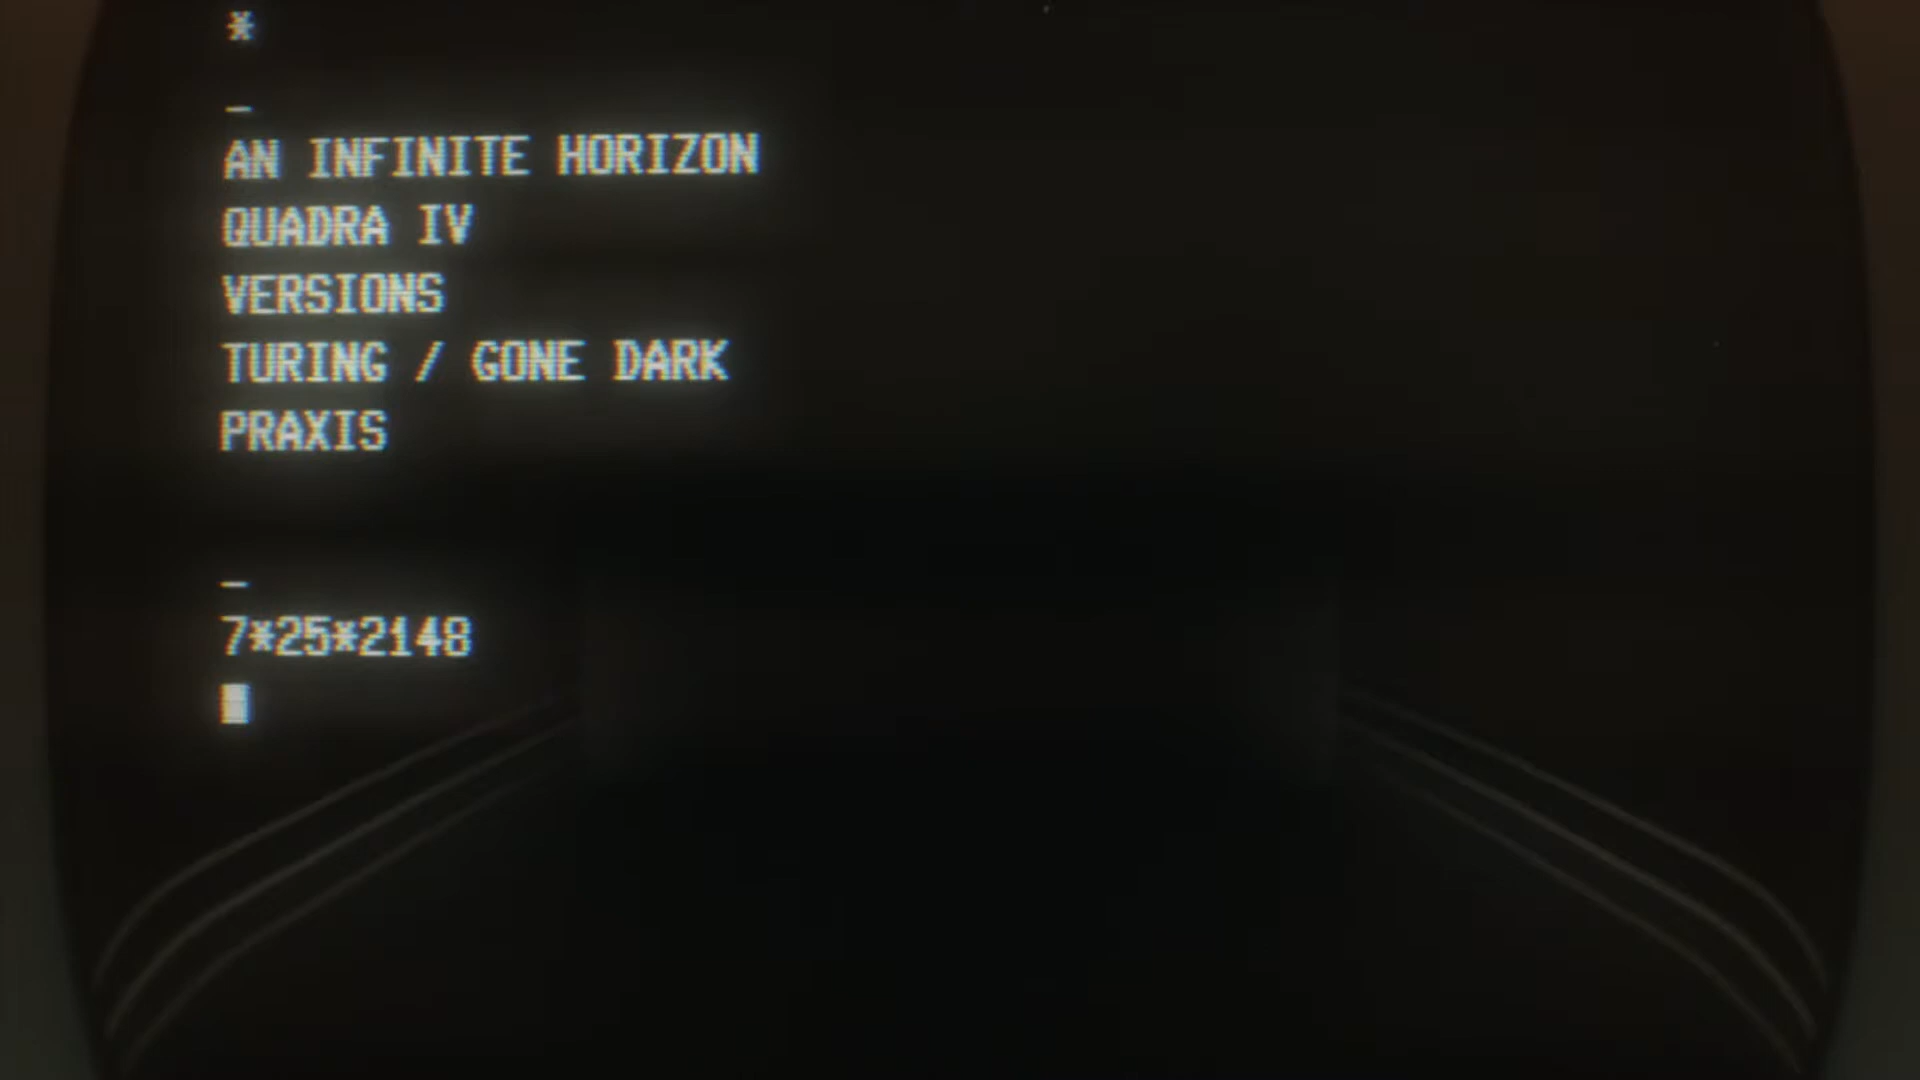 *
_
AN INFINITE HORIZON
QUADRA IV
VERSIONS
TURING / GONE DARK
PRAXIS
_
7*25*2148